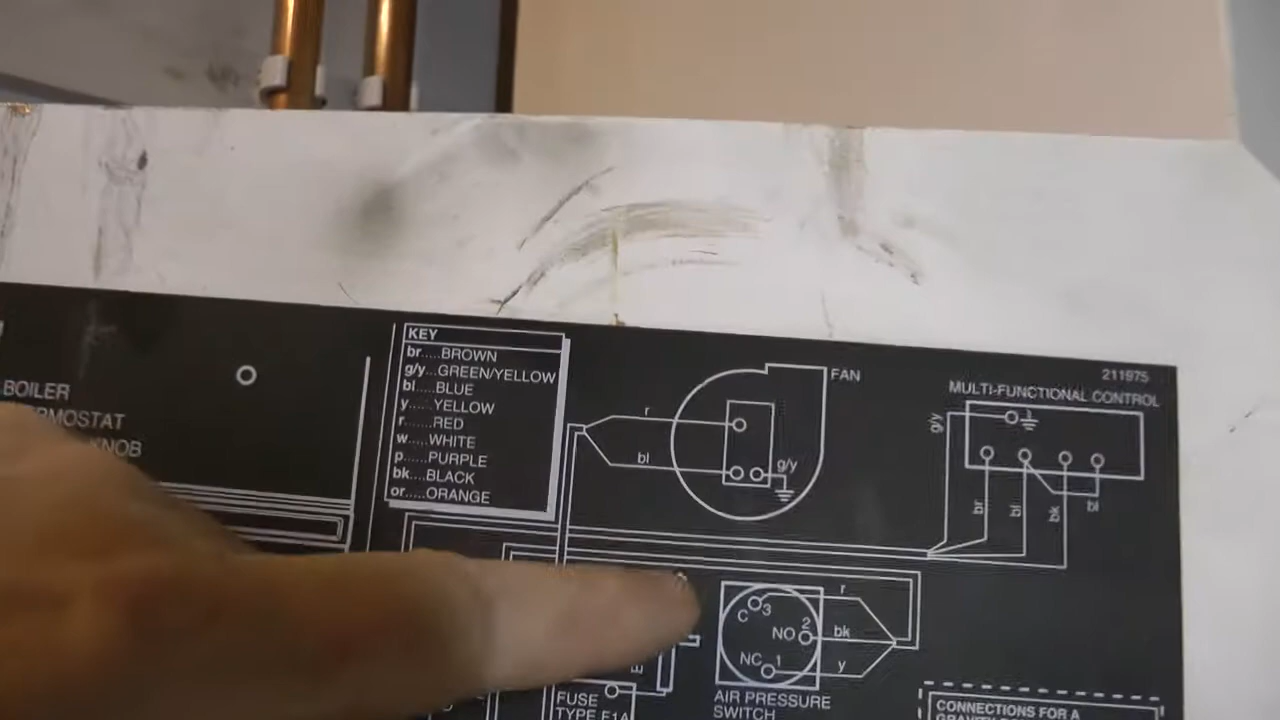 BOILER
KNOB
KEY
br.....BROWN
g/y...GREEN/YELLOW
bl.....BLUE
y.....YELLOW
r.......RED
w.....WHITE
p......PURPLE
bk....BLACK
or.....ORANGE
FAN
r
bl
g/y
211975
MULTI-FUNCTIONAL CONTROL
g/y
br
bl
bk
bl
C 3
NO 2
NC 1
r
bk
y
AIR PRESSURE
SWITCH
FUSE
TYPE F1A
CONNECTIONS FOR A